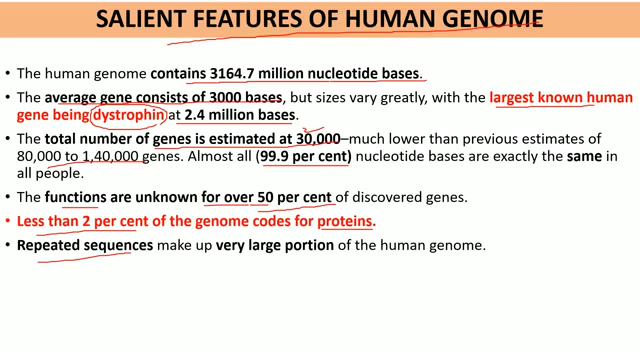 SALIENT FEATURES OF HUMAN GENOME
• The human genome contains 3164.7 million nucleotide bases.
• The average gene consists of 3000 bases, but sizes vary greatly, with the largest known human
gene being dystrophin at 2.4 million bases.
• The total number of genes is estimated at 30,000–much lower than previous estimates of
80,000 to 1,40,000 genes. Almost all (99.9 per cent) nucleotide bases are exactly the same in
all people.
• The functions are unknown for over 50 per cent of discovered genes.
• Less than 2 per cent of the genome codes for proteins.
• Repeated sequences make up very large portion of the human genome.